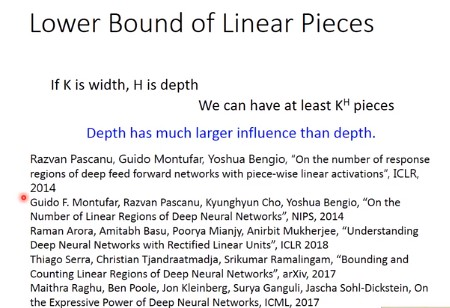 Lower Bound of Linear Pieces
If K is width, H is depth
We can have at least Kᴴ pieces
Depth has much larger influence than depth.
Razvan Pascanu, Guido Montufar, Yoshua Bengio, “On the number of response
regions of deep feed forward networks with piece-wise linear activations”, ICLR,
2014
Guido F. Montufar, Razvan Pascanu, Kyunghyun Cho, Yoshua Bengio, “On the
Number of Linear Regions of Deep Neural Networks”, NIPS, 2014
Raman Arora, Amitabh Basu, Poorya Mianjy, Anirbit Mukherjee, “Understanding
Deep Neural Networks with Rectified Linear Units”, ICLR 2018
Thiago Serra, Christian Tjandraatmadja, Srikumar Ramalingam, “Bounding and
Counting Linear Regions of Deep Neural Networks”, arXiv, 2017
Maithra Raghu, Ben Poole, Jon Kleinberg, Surya Ganguli, Jascha Sohl-Dickstein, On
the Expressive Power of Deep Neural Networks, ICML, 2017